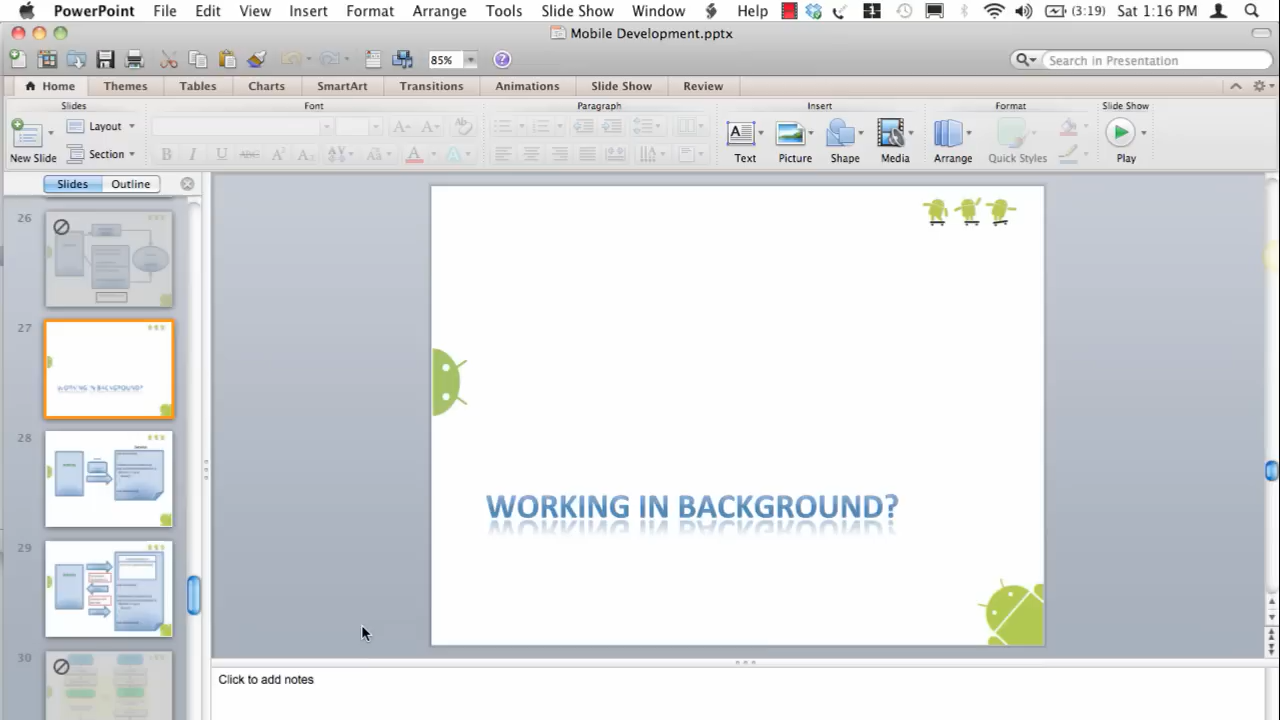 PowerPoint File Edit View Insert Format Arrange Tools Slide Show Window Help (3:19) Sat 1:16 PM
Mobile Development.pptx
85% Search in Presentation
Home Themes Tables Charts SmartArt Transitions Animations Slide Show Review
Slides Font Paragraph Insert Format Slide Show
New Slide Layout Section Text Picture Shape Media Arrange Quick Styles Play
Slides Outline
26
27
WORKING IN BACKGROUND?
28
29
30
WORKING IN BACKGROUND?
Click to add notes